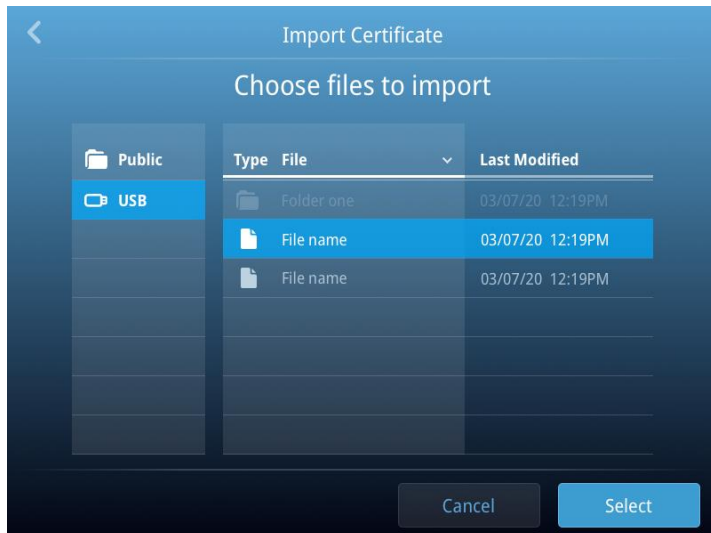 Import Certificate
Choose files to import
Public
USB
Type File Last Modified
Folder one 03/07/20 12:19PM
File name 03/07/20 12:19PM
File name 03/07/20 12:19PM
Cancel Select